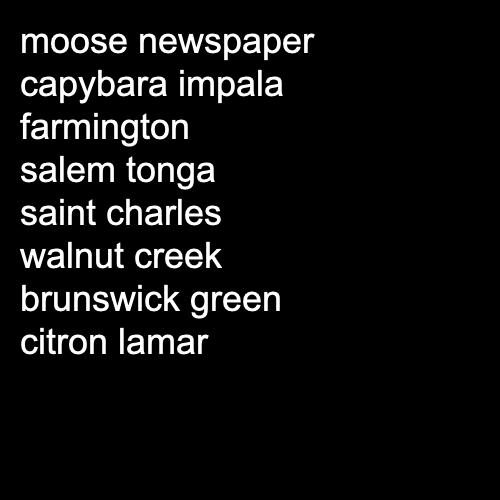 moose newspaper
capybara impala
farmington
salem tonga
saint charles
walnut creek
brunswick green
citron lamar